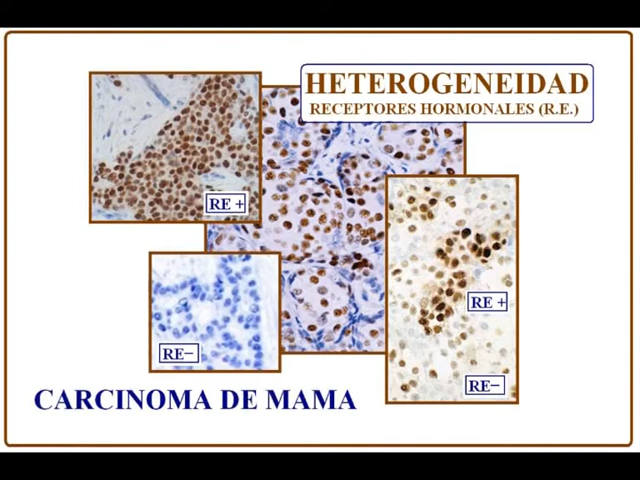 HETEROGENEIDAD
RECEPTORES HORMONALES (R.E.)
RE +
RE +
RE−
RE−
CARCINOMA DE MAMA